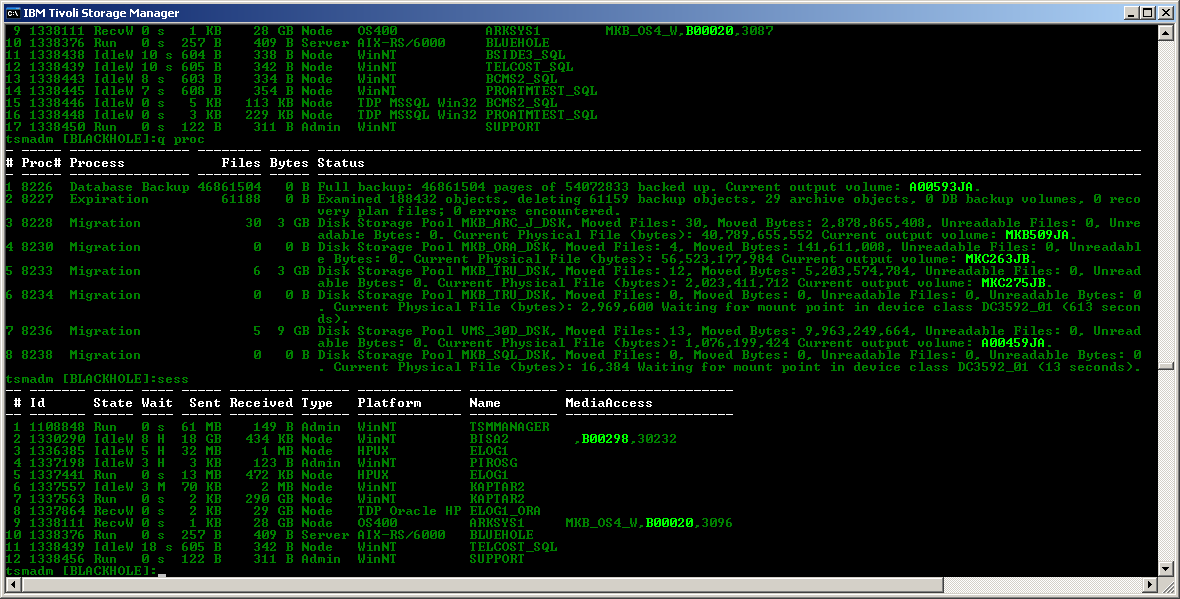 IBM Tivoli Storage Manager
9 1338111 RecvW 0 s 1 KB 28 GB Node OS400 ARKSYS1 MKB_OS4_W,B00020,3087
10 1338376 Run 0 s 257 B 409 B Server AIX-RS/6000 BLUEHOLE
11 1338438 IdleW 10 s 604 B 338 B Node WinNT BSIDE3_SQL
12 1338439 IdleW 10 s 605 B 342 B Node WinNT TELCOST_SQL
13 1338443 IdleW 8 s 603 B 334 B Node WinNT BCMS2_SQL
14 1338445 IdleW 7 s 608 B 354 B Node WinNT PROATMTEST_SQL
15 1338446 IdleW 0 s 5 KB 113 KB Node TDP MSSQL Win32 BCMS2_SQL
16 1338448 IdleW 0 s 3 KB 229 KB Node TDP MSSQL Win32 PROATMTEST_SQL
17 1338450 Run 0 s 122 B 311 B Admin WinNT SUPPORT
tsmadm [BLACKHOLE]:q proc
# Proc# Process Files Bytes Status
1 8226 Database Backup 46861504 0 B Full backup: 46861504 pages of 54072833 backed up. Current output volume: A00593JA.
2 8227 Expiration 61188 0 B Examined 188432 objects, deleting 61159 backup objects, 29 archive objects, 0 DB backup volumes, 0 reco
very plan files; 0 errors encountered.
3 8228 Migration 30 3 GB Disk Storage Pool MKB_ARC_J_DSK, Moved Files: 30, Moved Bytes: 2,878,865,408, Unreadable Files: 0, Unre
adable Bytes: 0. Current Physical File (bytes): 40,789,655,552 Current output volume: MKB509JA.
4 8230 Migration 0 0 B Disk Storage Pool MKB_ORA_DSK, Moved Files: 4, Moved Bytes: 141,611,008, Unreadable Files: 0, Unreadabl
e Bytes: 0. Current Physical File (bytes): 56,523,177,984 Current output volume: MKC263JB.
5 8233 Migration 6 3 GB Disk Storage Pool MKB_TRU_DSK, Moved Files: 12, Moved Bytes: 5,203,574,784, Unreadable Files: 0, Unread
able Bytes: 0. Current Physical File (bytes): 2,023,411,712 Current output volume: MKC275JB.
6 8234 Migration 0 0 B Disk Storage Pool MKB_TRU_DSK, Moved Files: 0, Moved Bytes: 0, Unreadable Files: 0, Unreadable Bytes: 0
. Current Physical File (bytes): 2,969,600 Waiting for mount point in device class DC3592_01 (613 secon
ds).
7 8236 Migration 5 9 GB Disk Storage Pool VMS_30D_DSK, Moved Files: 13, Moved Bytes: 9,963,249,664, Unreadable Files: 0, Unread
able Bytes: 0. Current Physical File (bytes): 1,076,199,424 Current output volume: A00459JA.
8 8238 Migration 0 0 B Disk Storage Pool MKB_SQL_DSK, Moved Files: 0, Moved Bytes: 0, Unreadable Files: 0, Unreadable Bytes: 0
. Current Physical File (bytes): 16,384 Waiting for mount point in device class DC3592_01 (13 seconds).
tsmadm [BLACKHOLE]:sess
# Id State Wait Sent Received Type Platform Name MediaAccess
1 1108848 Run 0 s 61 MB 149 B Admin WinNT TSMMANAGER
2 1330290 IdleW 8 H 18 GB 434 KB Node WinNT BISA2 ,B00298,30232
3 1336385 IdleW 5 H 32 MB 1 MB Node HPUX ELOG1
4 1337198 IdleW 3 H 3 KB 123 B Admin WinNT PIROSG
5 1337441 Run 0 s 13 MB 472 KB Node HPUX ELOG1
6 1337557 IdleW 3 M 70 KB 2 MB Node WinNT KAPTAR2
7 1337563 Run 0 s 2 KB 290 GB Node WinNT KAPTAR2
8 1337864 RecvW 0 s 2 KB 29 GB Node TDP Oracle HP ELOG1_ORA
9 1338111 RecvW 0 s 1 KB 28 GB Node OS400 ARKSYS1 MKB_OS4_W,B00020,3096
10 1338376 Run 0 s 257 B 409 B Server AIX-RS/6000 BLUEHOLE
11 1338439 IdleW 18 s 605 B 342 B Node WinNT TELCOST_SQL
12 1338456 Run 0 s 122 B 311 B Admin WinNT SUPPORT
tsmadm [BLACKHOLE]:_